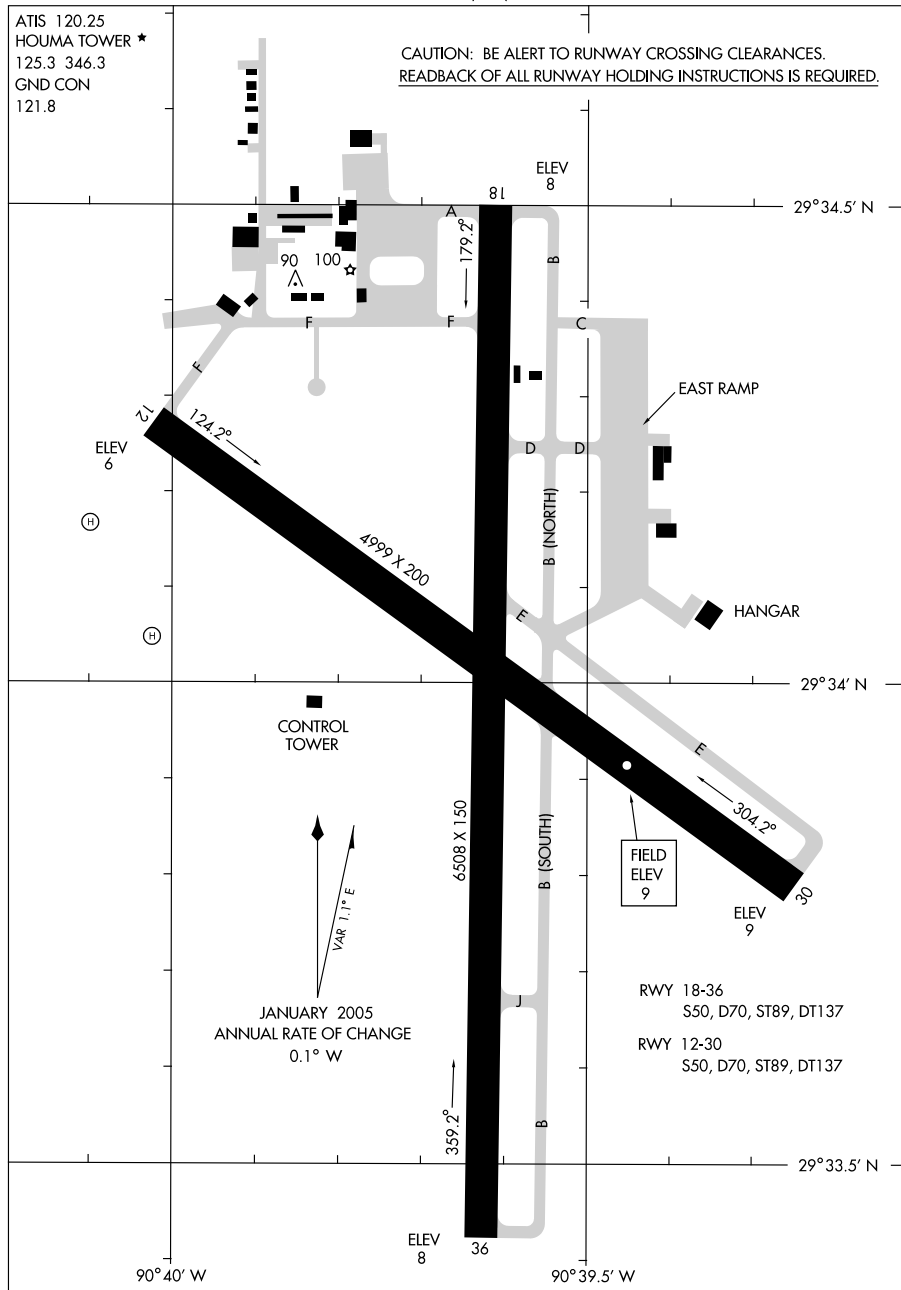 ATIS 120.25
HOUMA TOWER ★
125.3 346.3
GND CON
121.8
CAUTION: BE ALERT TO RUNWAY CROSSING CLEARANCES.
READBACK OF ALL RUNWAY HOLDING INSTRUCTIONS IS REQUIRED.
ELEV
8
18
29°34.5' N
A
179.2°
B
90 100
F
F
C
F
EAST RAMP
12
124.2°
ELEV
6
D
D
H
4999 X 200
B (NORTH)
E
HANGAR
H
29°34' N
CONTROL
TOWER
E
304.2°
6508 X 150
B (SOUTH)
FIELD
ELEV
9
30
ELEV
9
VAR 1.1° E
RWY 18-36
S50, D70, ST89, DT137
J
JANUARY 2005
ANNUAL RATE OF CHANGE
0.1° W
RWY 12-30
S50, D70, ST89, DT137
359.2°
B
29°33.5' N
ELEV
8
36
90°40' W
90°39.5' W